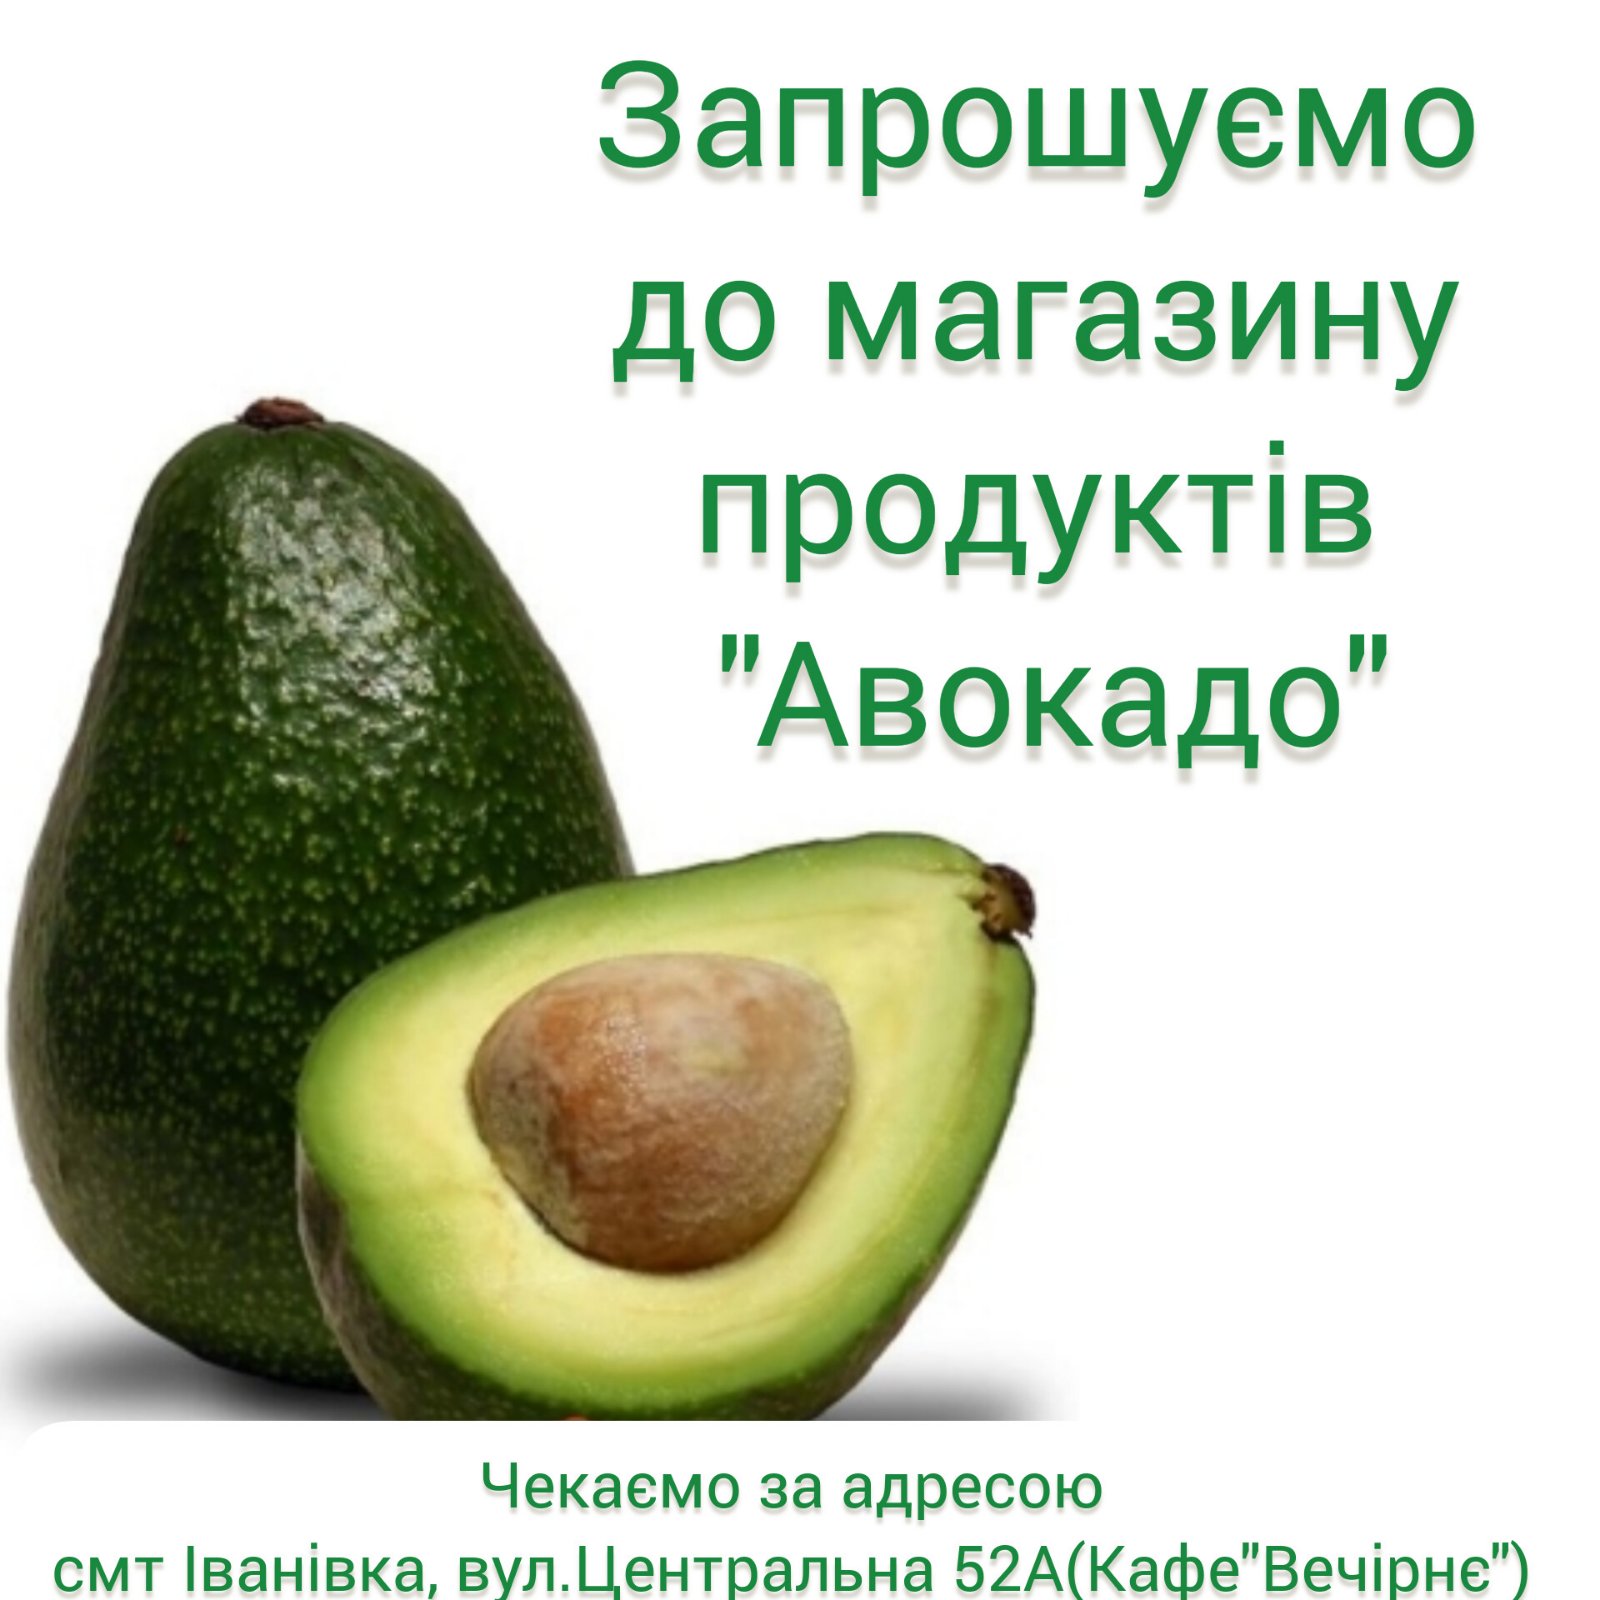 Запрошуємо
до магазину
продуктів
"Авокадо"
Чекаємо за адресою
смт Іванівка, вул.Центральна 52А(Кафе"Вечірнє")